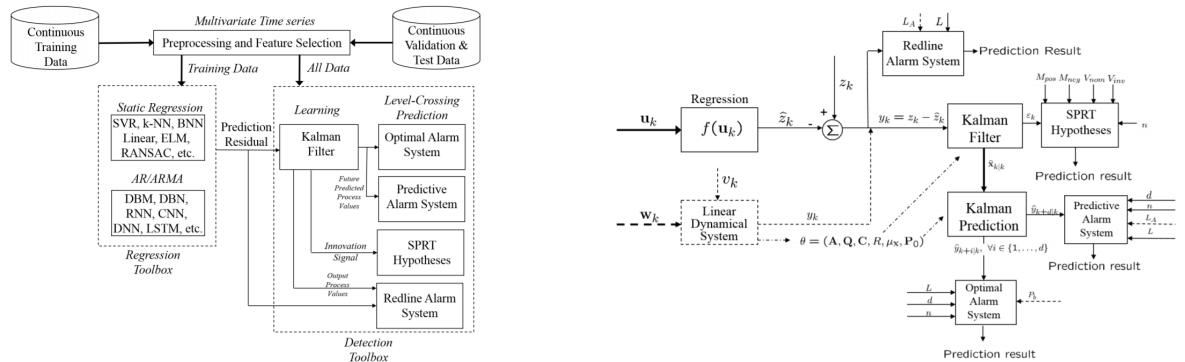 Multivariate Time series
Continuous
Training
Data
Preprocessing and Feature Selection
Continuous
Validation &
Test Data
Training Data
All Data
Static Regression
SVR, k-NN, BNN
Linear, ELM,
RANSAC, etc.
AR/ARMA
DBM, DBN,
RNN, CNN,
DNN, LSTM, etc.
Regression
Toolbox
Prediction
Residual
Learning
Kalman
Filter
Level-Crossing
Prediction
Optimal Alarm
System
Future
Predicted
Process
Values
Predictive
Alarm System
Innovation
Signal
SPRT
Hypotheses
Output
Process
Values
Redline Alarm
System
Detection
Toolbox
L_A
L
Redline
Alarm System
Prediction Result
z_k
Regression
u_k
f(u_k)
ẑ_k
+
-
Σ
y_k = z_k − ẑ_k
Kalman
Filter
ε_k
M_pos M_neg V_nom V_inv
SPRT
Hypotheses
n
Prediction result
x̂_{k|k}
v_k
w_k
Linear
Dynamical
System
y_k
θ = (A, Q, C, R, μ_x, P_0)
Kalman
Prediction
ŷ_{k+d|k}
Predictive
Alarm
System
d
n
L_A
L
Prediction result
ŷ_{k+i|k}, ∀i ∈ {1, . . . , d}
L
d
n
Optimal
Alarm
System
P_b
Prediction result